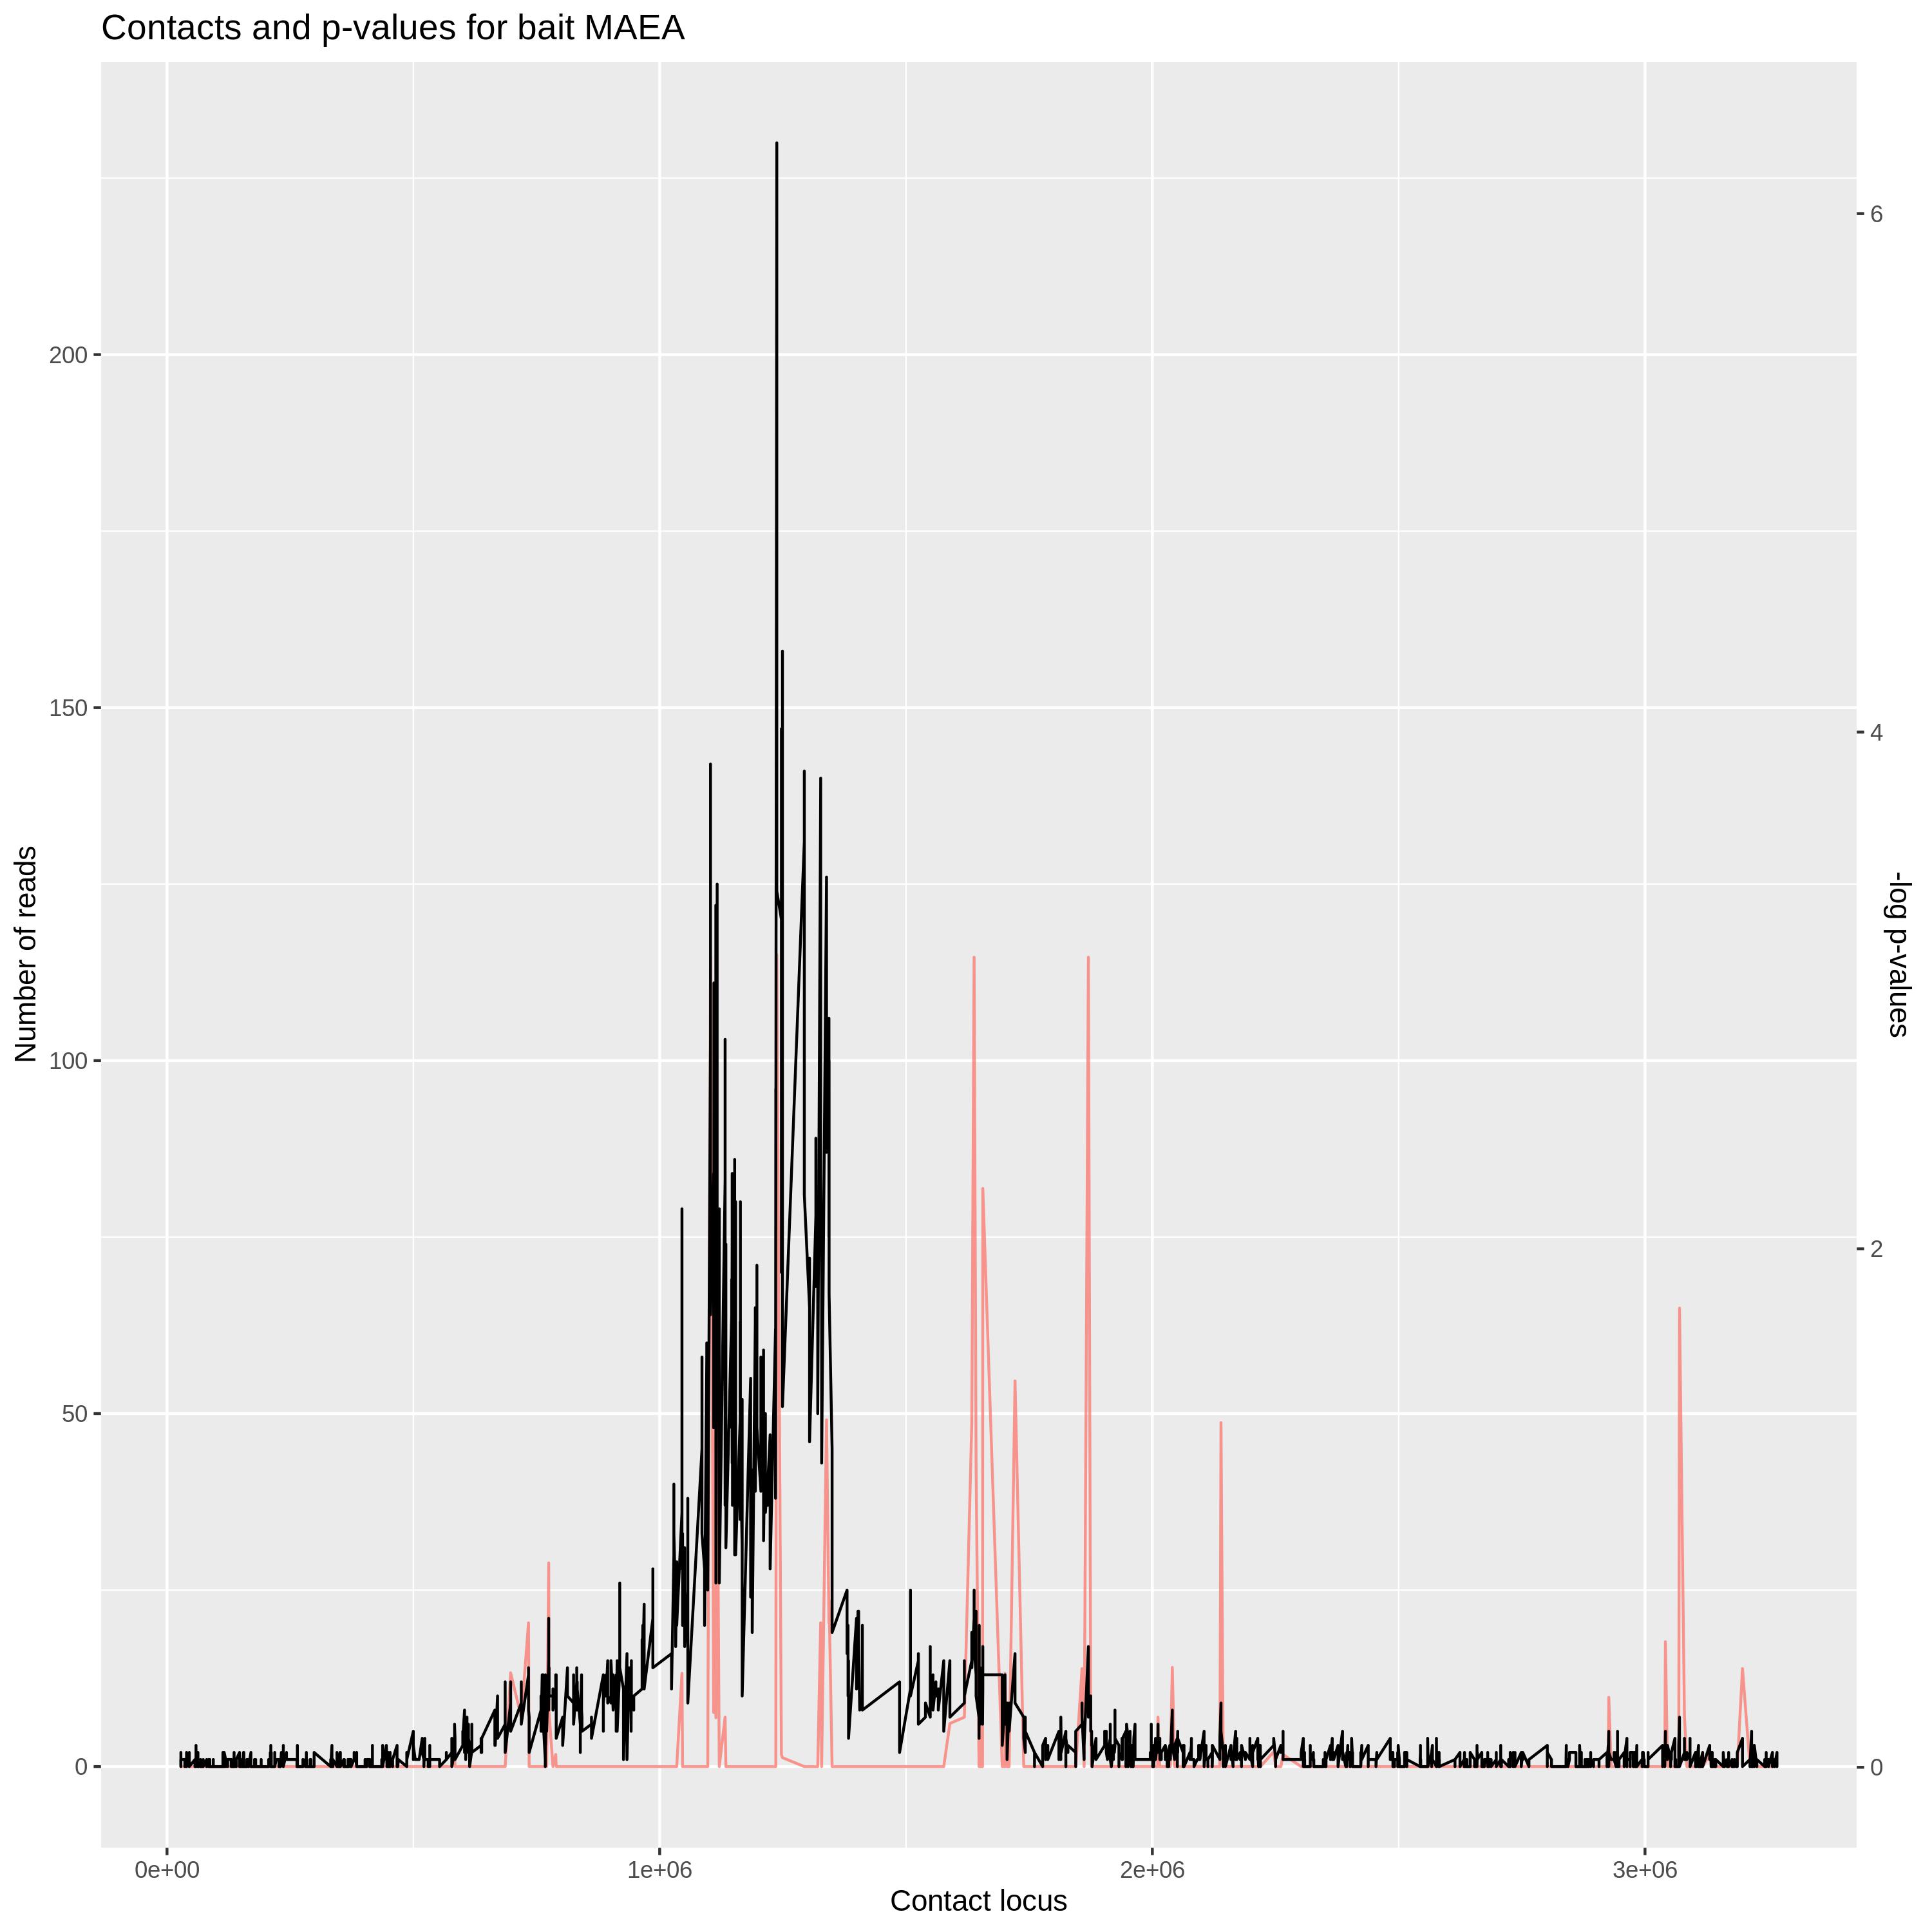 Contacts and p-values for bait MAEA
Number of reads
200
150
100
50
0
6
4
2
0
-log p-values
0e+00
1e+06
2e+06
3e+06
Contact locus